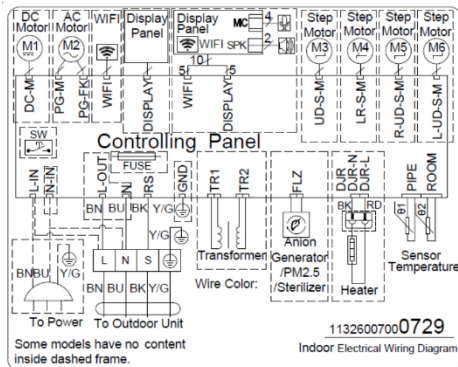 DC Motor
M1
DC-M
AC Motor
M2
PG-M
PG-FK
WIFI
WIFI
Display Panel
DISPLAY
Display Panel
WIFI
MIC 4
SPK 2
10
5 5
WIFI
DISPLAY
Step Motor
M3
UD-S-M
Step Motor
M4
LR-S-M
Step Motor
M5
R-UD-S-M
Step Motor
M6
L-UD-S-M
Controlling Panel
SW
FUSE
L-IN
N-IN
L-OUT
N
RS
GND
TR1
TR2
FLZ
DJR
DJR-N
DJR-L
PIPE
ROOM
BN BU BK Y/G
Y/G
BK RD
θ1 θ2
L N S
BN BU Y/G
BN BU BK Y/G
Transformer
Wire Color:
Anion
Generator
/PM2.5
/Sterilizer
Heater
Sensor
Temperature
To Power
To Outdoor Unit
Some models have no content
inside dashed frame.
11326007000729
Indoor Electrical Wiring Diagram